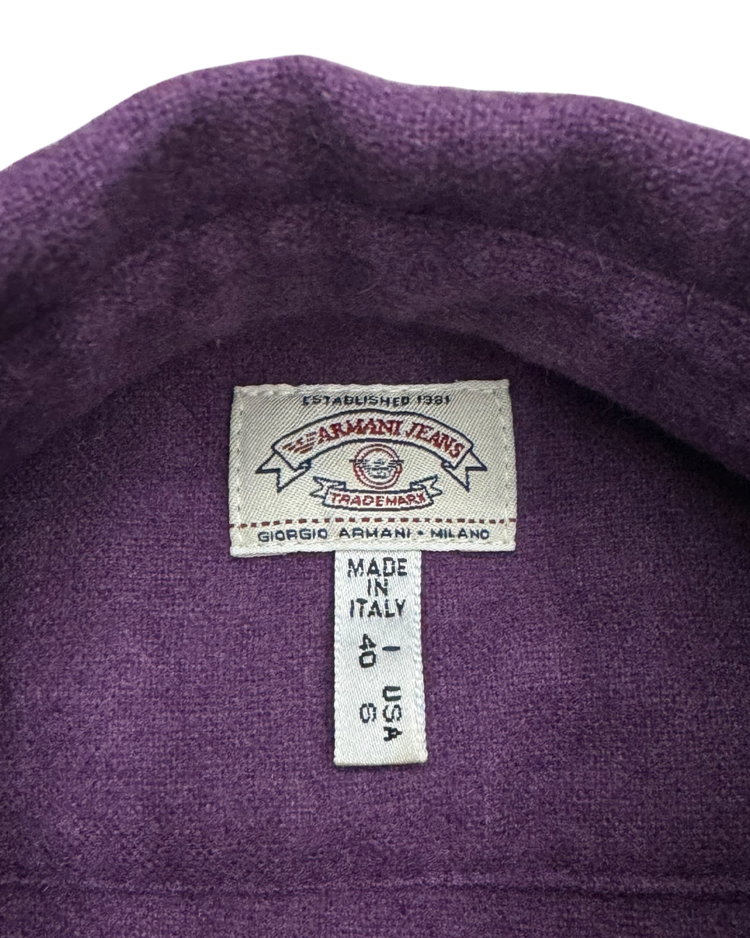 ESTABLISHED 1981
ARMANI JEANS
TRADEMARK
GIORGIO ARMANI • MILANO
MADE
IN
ITALY
I USA
40 6